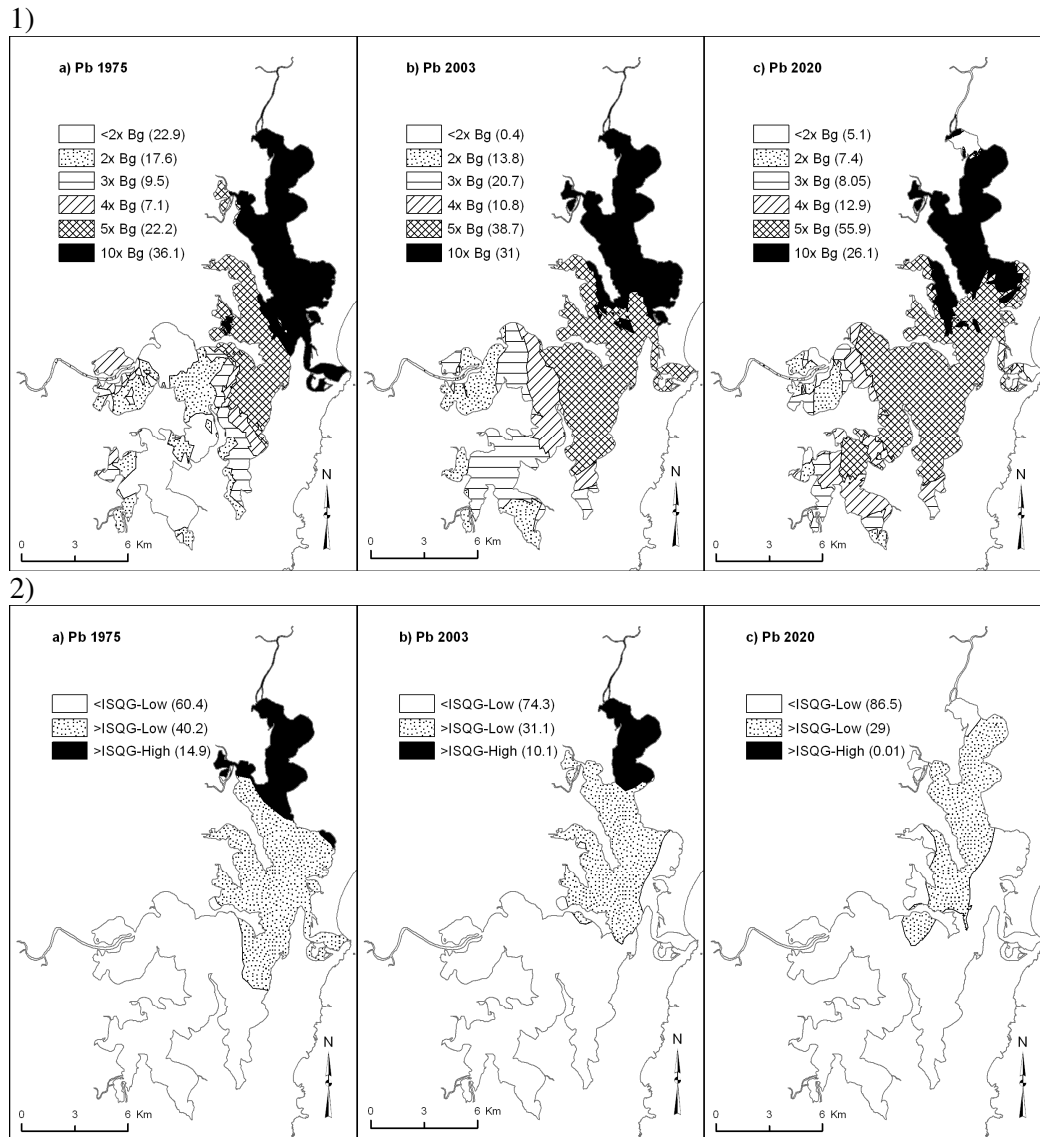 1)
a) Pb 1975
<2x Bg (22.9)
2x Bg (17.6)
3x Bg (9.5)
4x Bg (7.1)
5x Bg (22.2)
10x Bg (36.1)
N
0 3 6 Km
b) Pb 2003
<2x Bg (0.4)
2x Bg (13.8)
3x Bg (20.7)
4x Bg (10.8)
5x Bg (38.7)
10x Bg (31)
N
0 3 6 Km
c) Pb 2020
<2x Bg (5.1)
2x Bg (7.4)
3x Bg (8.05)
4x Bg (12.9)
5x Bg (55.9)
10x Bg (26.1)
N
0 3 6 Km
2)
a) Pb 1975
<ISQG-Low (60.4)
>ISQG-Low (40.2)
>ISQG-High (14.9)
N
0 3 6 Km
b) Pb 2003
<ISQG-Low (74.3)
>ISQG-Low (31.1)
>ISQG-High (10.1)
N
0 3 6 Km
c) Pb 2020
<ISQG-Low (86.5)
>ISQG-Low (29)
>ISQG-High (0.01)
N
0 3 6 Km